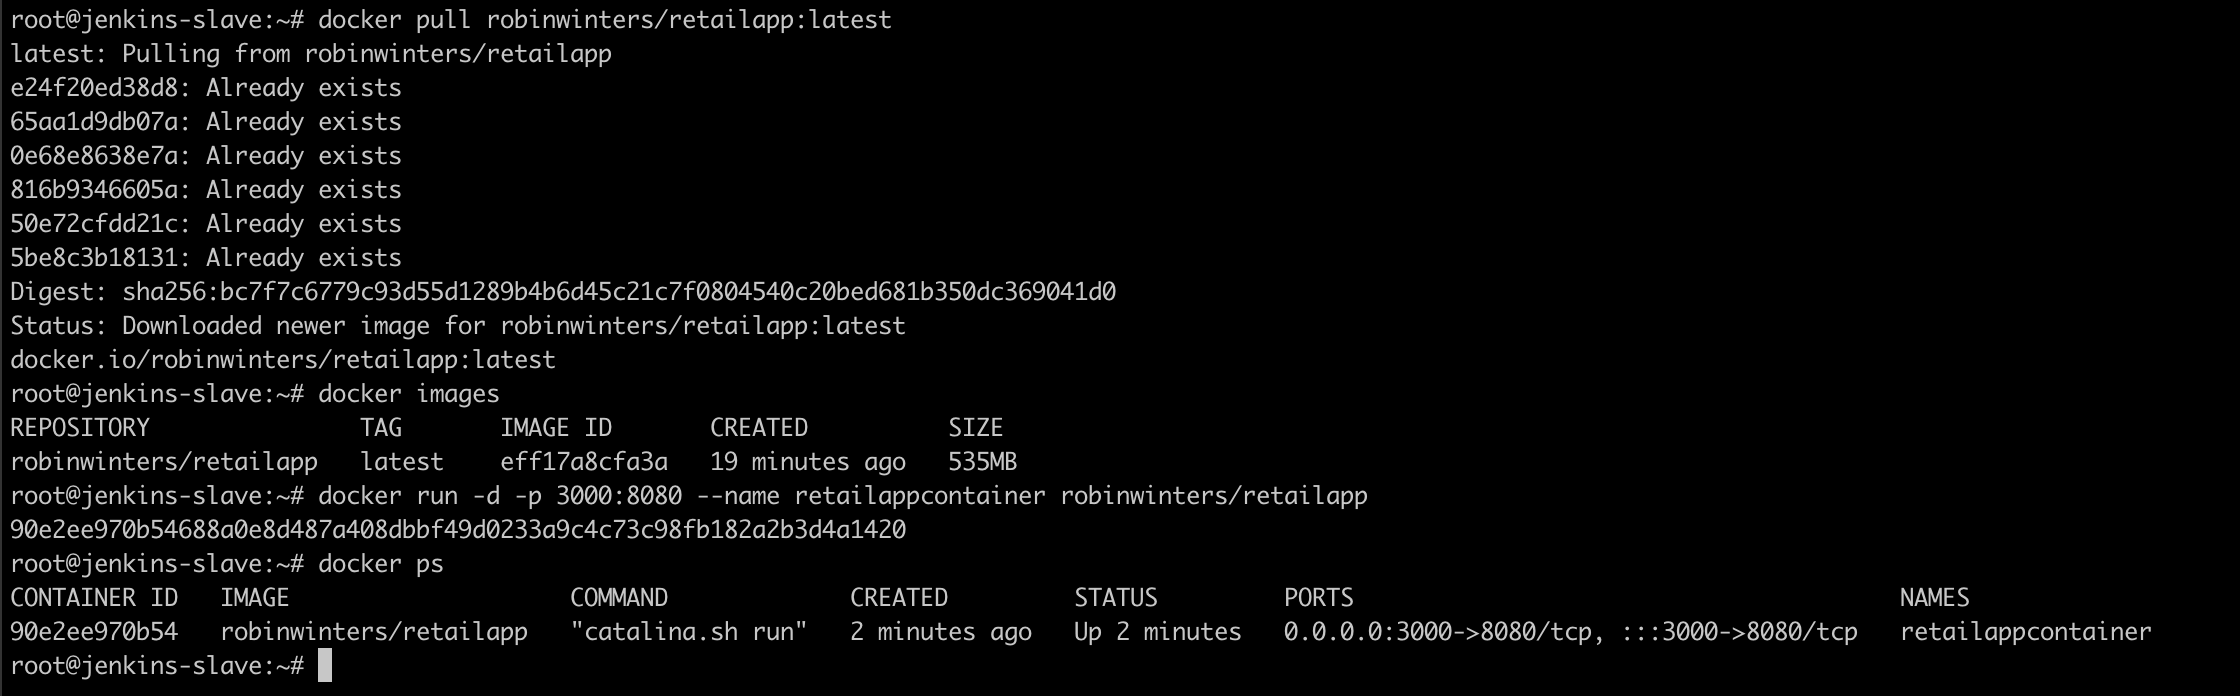 root@jenkins-slave:~# docker pull robinwinters/retailapp:latest
latest: Pulling from robinwinters/retailapp
e24f20ed38d8: Already exists
65aa1d9db07a: Already exists
0e68e8638e7a: Already exists
816b9346605a: Already exists
50e72cfdd21c: Already exists
5be8c3b18131: Already exists
Digest: sha256:bc7f7c6779c93d55d1289b4b6d45c21c7f0804540c20bed681b350dc369041d0
Status: Downloaded newer image for robinwinters/retailapp:latest
docker.io/robinwinters/retailapp:latest
root@jenkins-slave:~# docker images
REPOSITORY               TAG       IMAGE ID       CREATED          SIZE
robinwinters/retailapp   latest    eff17a8cfa3a   19 minutes ago   535MB
root@jenkins-slave:~# docker run -d -p 3000:8080 --name retailappcontainer robinwinters/retailapp
90e2ee970b54688a0e8d487a408dbbf49d0233a9c4c73c98fb182a2b3d4a1420
root@jenkins-slave:~# docker ps
CONTAINER ID   IMAGE                    COMMAND             CREATED         STATUS         PORTS                                       NAMES
90e2ee970b54   robinwinters/retailapp   "catalina.sh run"   2 minutes ago   Up 2 minutes   0.0.0.0:3000->8080/tcp, :::3000->8080/tcp   retailappcontainer
root@jenkins-slave:~#